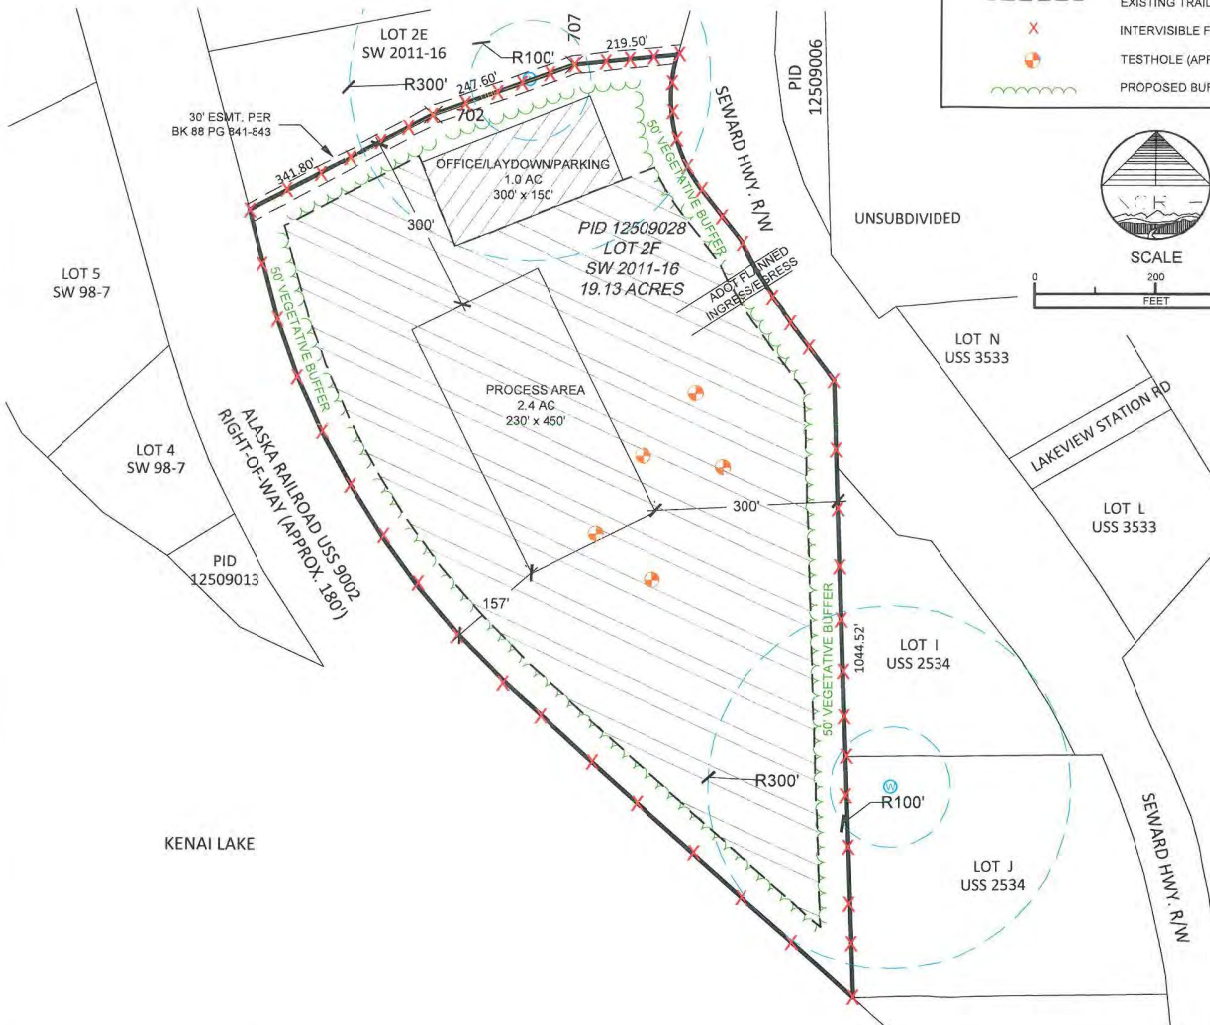 EXISTING TRAIL
INTERVISIBLE F
TESTHOLE (APP
PROPOSED BUF
LOT 2E
SW 2011-16
R100'
707
219.50'
R300'
247.60'
702
30' ESMT. PER
BK 88 PG 841-843
341.80'
PID
12509006
SEWARD HWY. R/W
OFFICE/LAYDOWN/PARKING
1.0 AC
300' x 150'
50' VEGETATIVE BUFFER
300'
PID 12509028
LOT 2F
SW 2011-16
19.13 ACRES
ADOT PLANNED
INGRESS/EGRESS
UNSUBDIVIDED
SCALE
0
200
FEET
LOT 5
SW 98-7
50' VEGETATIVE BUFFER
LOT N
USS 3533
LAKEVIEW STATION RD
PROCESS AREA
2.4 AC
230' x 450'
LOT 4
SW 98-7
ALASKA RAILROAD USS 9002
RIGHT-OF-WAY (APPROX. 180')
300'
LOT L
USS 3533
PID
12509013
157'
50' VEGETATIVE BUFFER
1044.52'
LOT I
USS 2534
R300'
W
R100'
KENAI LAKE
LOT J
USS 2534
SEWARD HWY. R/W